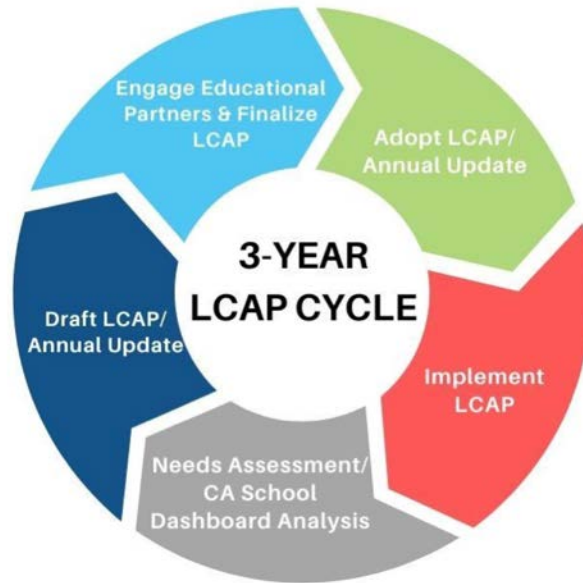 Engage Educational
Partners & Finalize
LCAP
Adopt LCAP/
Annual Update
3-YEAR
LCAP CYCLE
Draft LCAP/
Annual Update
Implement
LCAP
Needs Assessment/
CA School
Dashboard Analysis